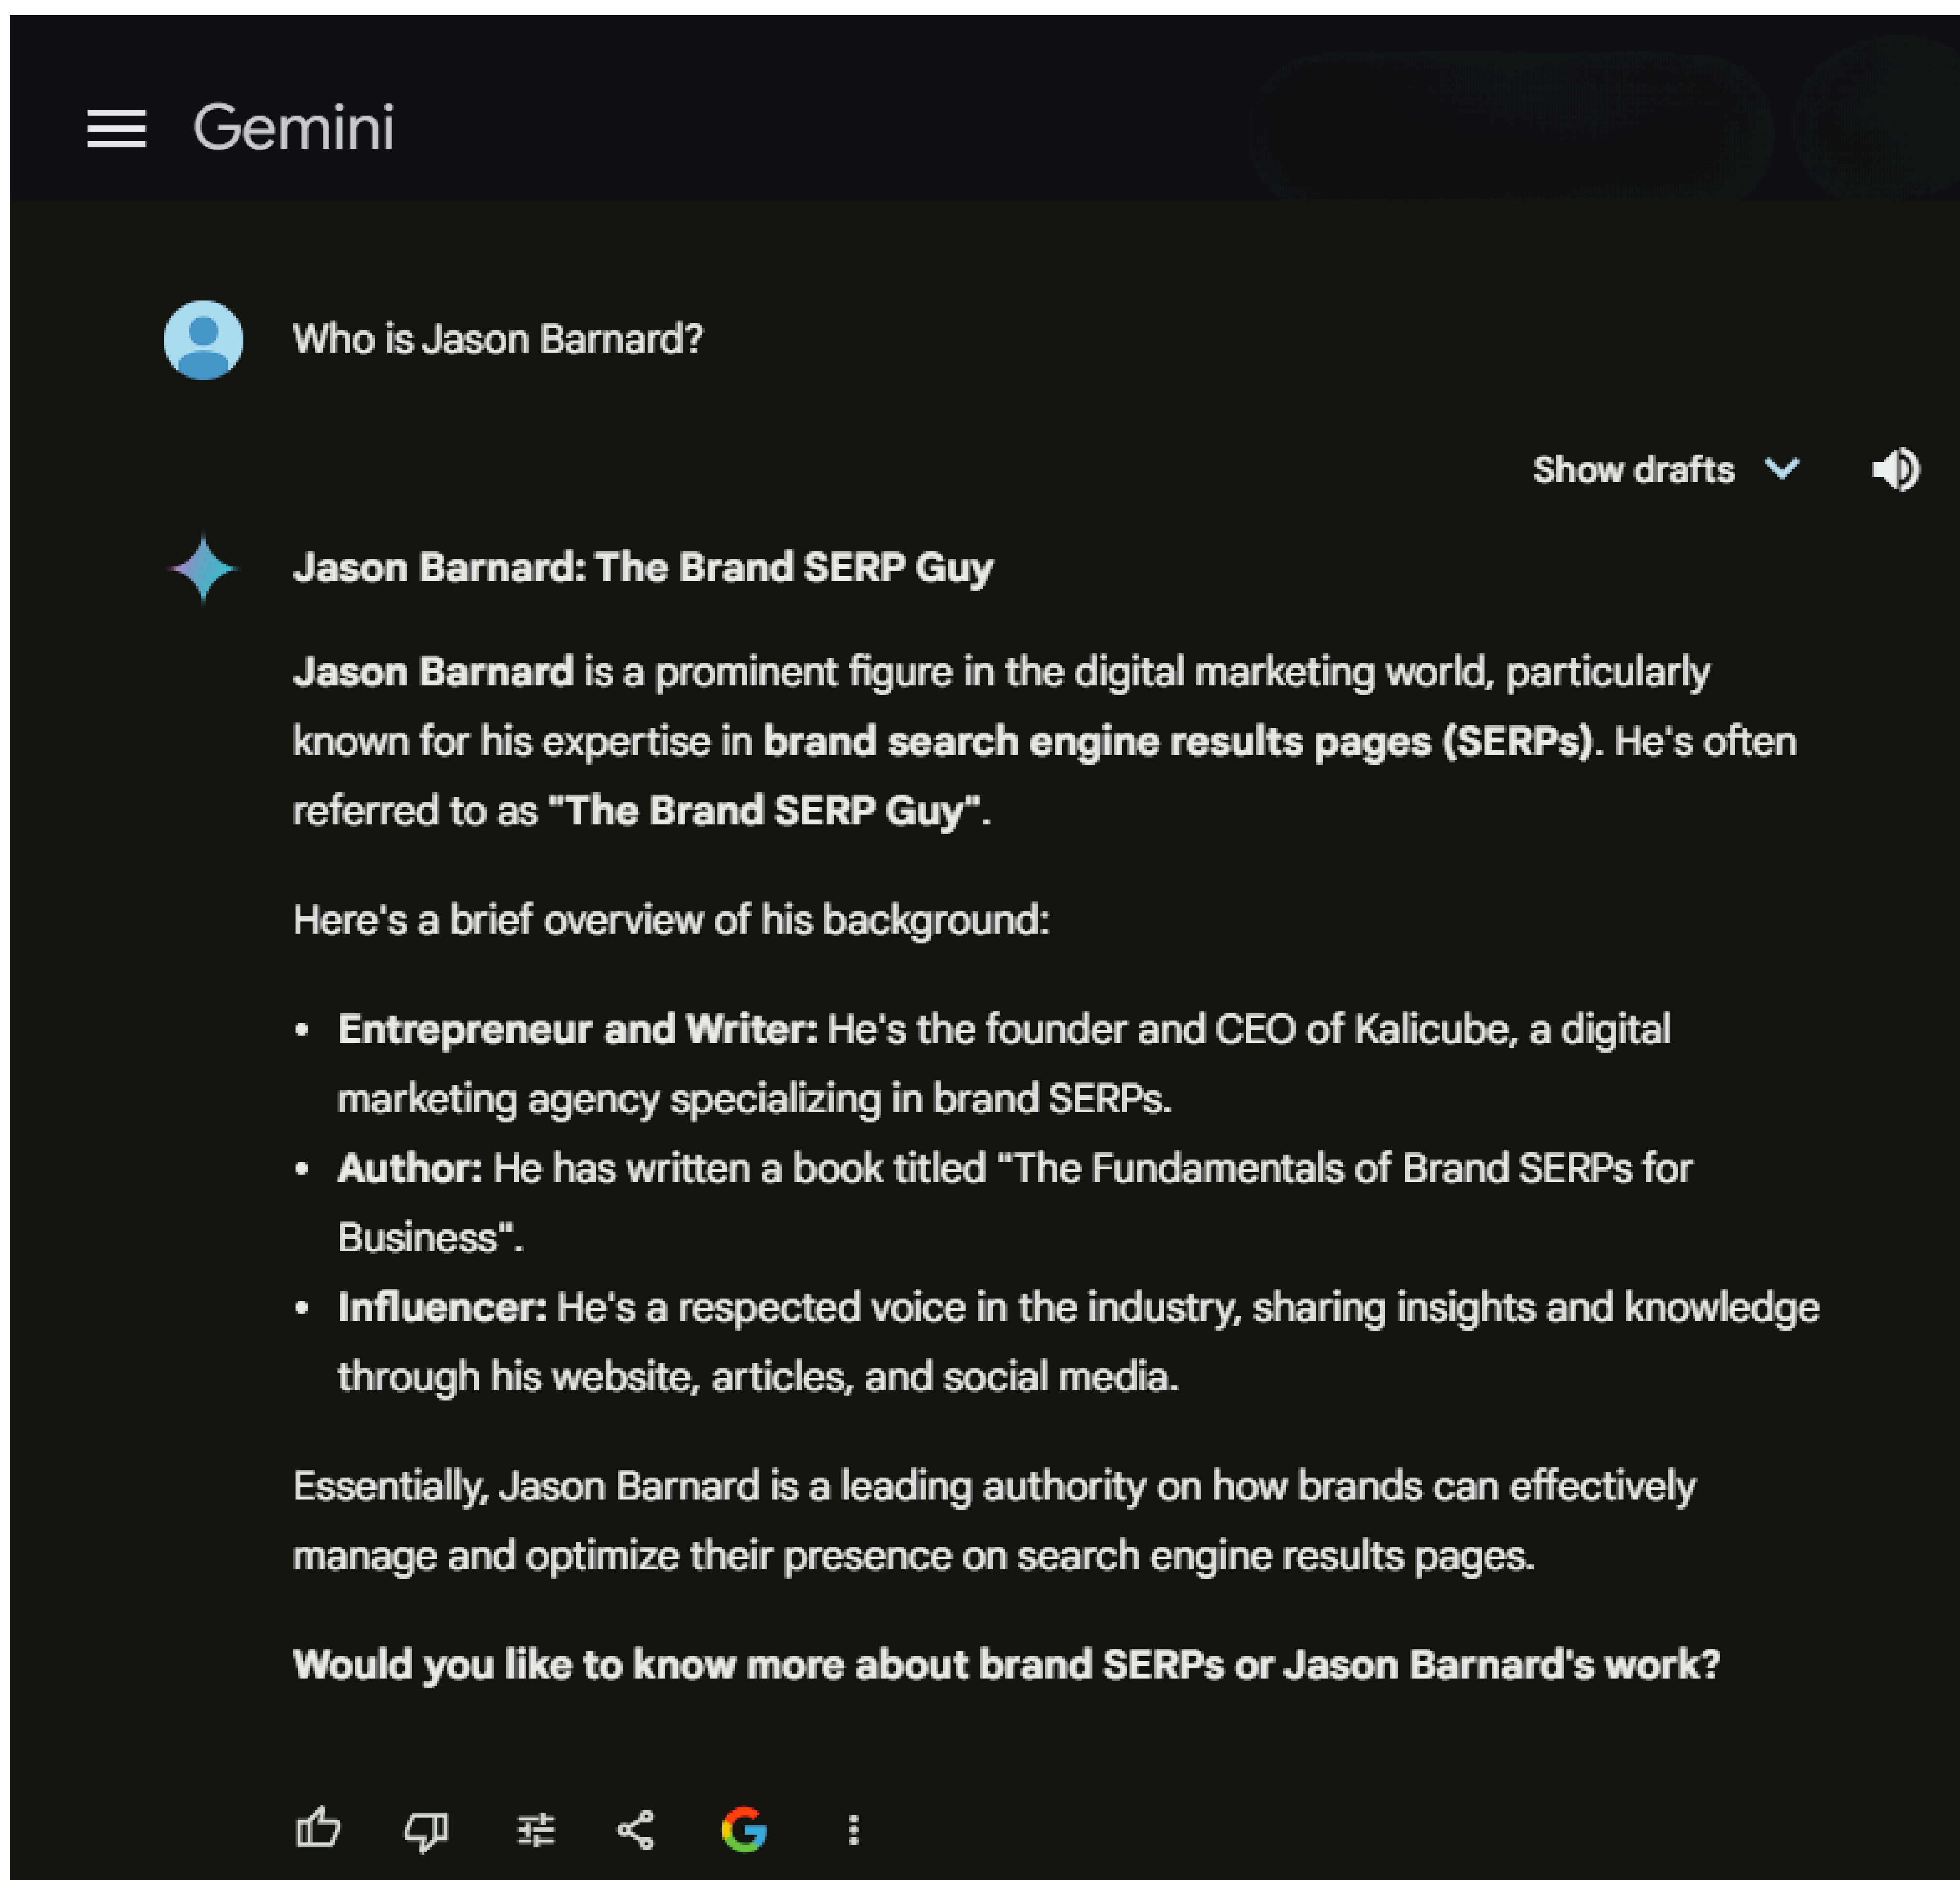 Gemini
Who is Jason Barnard?
Show drafts
Jason Barnard: The Brand SERP Guy
Jason Barnard is a prominent figure in the digital marketing world, particularly
known for his expertise in brand search engine results pages (SERPs). He's often
referred to as "The Brand SERP Guy".
Here's a brief overview of his background:
• Entrepreneur and Writer: He's the founder and CEO of Kalicube, a digital
marketing agency specializing in brand SERPs.
• Author: He has written a book titled "The Fundamentals of Brand SERPs for
Business".
• Influencer: He's a respected voice in the industry, sharing insights and knowledge
through his website, articles, and social media.
Essentially, Jason Barnard is a leading authority on how brands can effectively
manage and optimize their presence on search engine results pages.
Would you like to know more about brand SERPs or Jason Barnard's work?